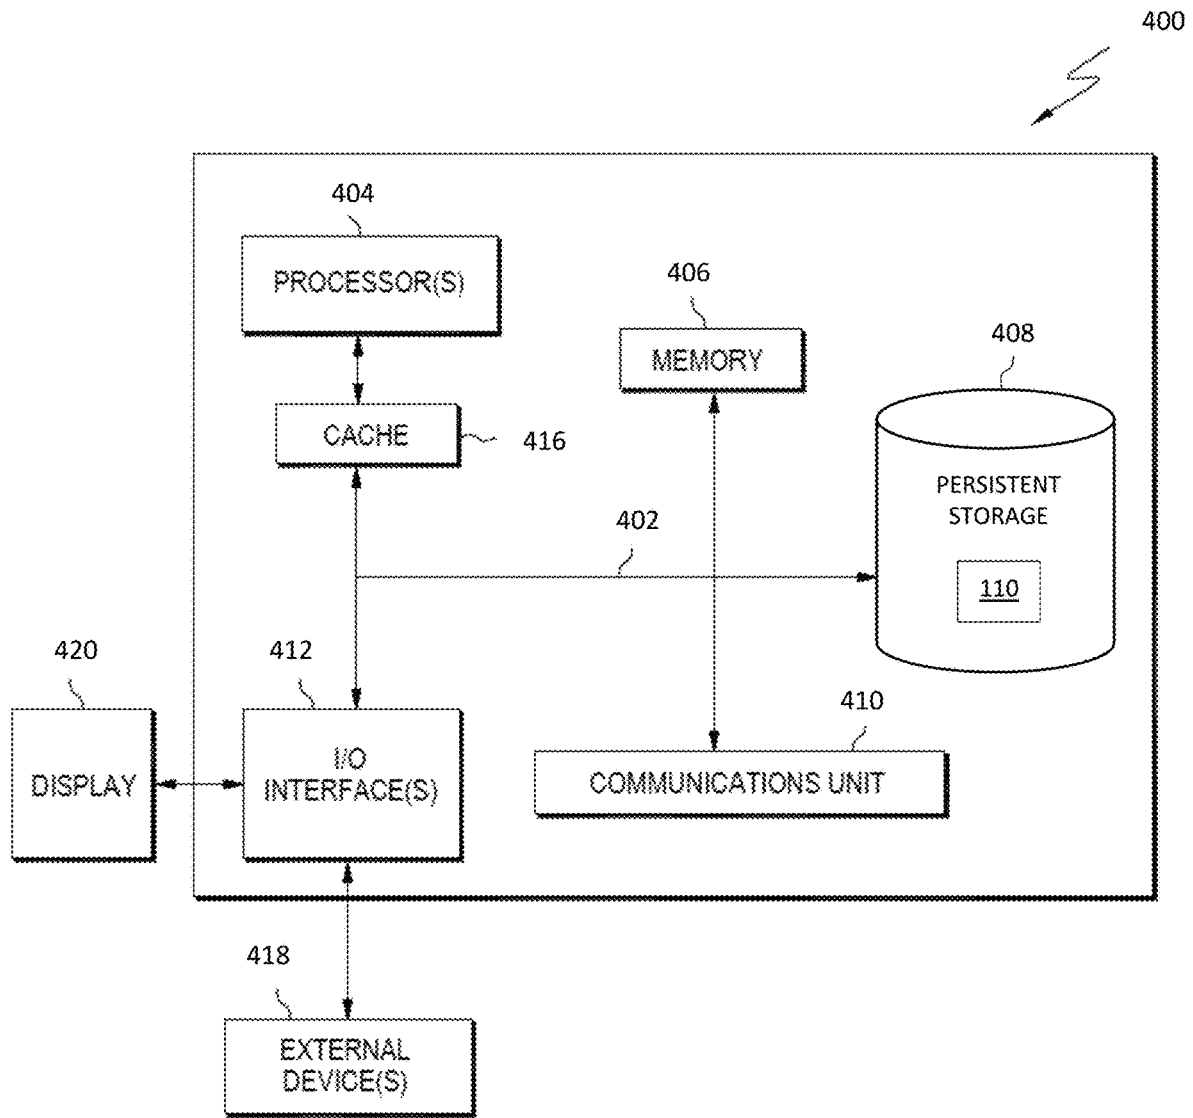 400
404
PROCESSOR(S)
406
MEMORY
408
CACHE
416
PERSISTENT
STORAGE
402
110
420
412
410
I/O
INTERFACE(S)
DISPLAY
COMMUNICATIONS UNIT
418
EXTERNAL
DEVICE(S)